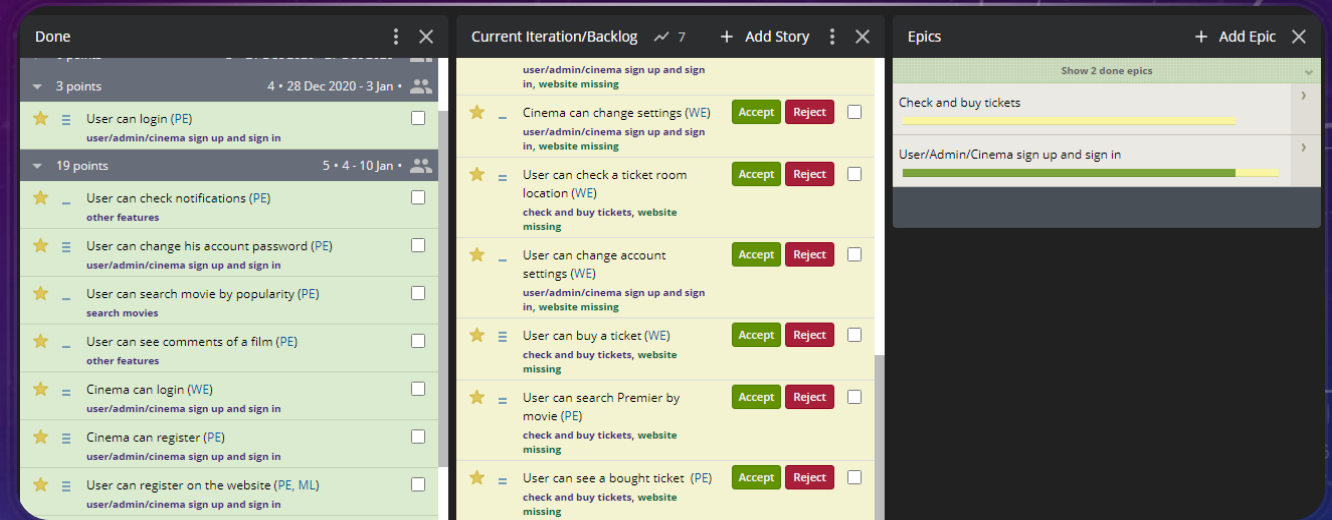 Done
3 points 4 • 28 Dec 2020 - 3 Jan •
User can login (PE)
user/admin/cinema sign up and sign in
19 points 5 • 4 - 10 Jan •
User can check notifications (PE)
other features
User can change his account password (PE)
user/admin/cinema sign up and sign in
User can search movie by popularity (PE)
search movies
User can see comments of a film (PE)
other features
Cinema can login (WE)
user/admin/cinema sign up and sign in
Cinema can register (PE)
user/admin/cinema sign up and sign in
User can register on the website (PE, ML)
user/admin/cinema sign up and sign in
Current Iteration/Backlog 7 + Add Story
user/admin/cinema sign up and sign
in, website missing
Cinema can change settings (WE) Accept Reject
user/admin/cinema sign up and sign
in, website missing
User can check a ticket room Accept Reject
location (WE)
check and buy tickets, website
missing
User can change account Accept Reject
settings (WE)
user/admin/cinema sign up and sign
in, website missing
User can buy a ticket (WE) Accept Reject
check and buy tickets, website
missing
User can search Premier by Accept Reject
movie (PE)
check and buy tickets, website
missing
User can see a bought ticket (PE) Accept Reject
check and buy tickets, website
missing
Epics + Add Epic
Show 2 done epics
Check and buy tickets
User/Admin/Cinema sign up and sign in